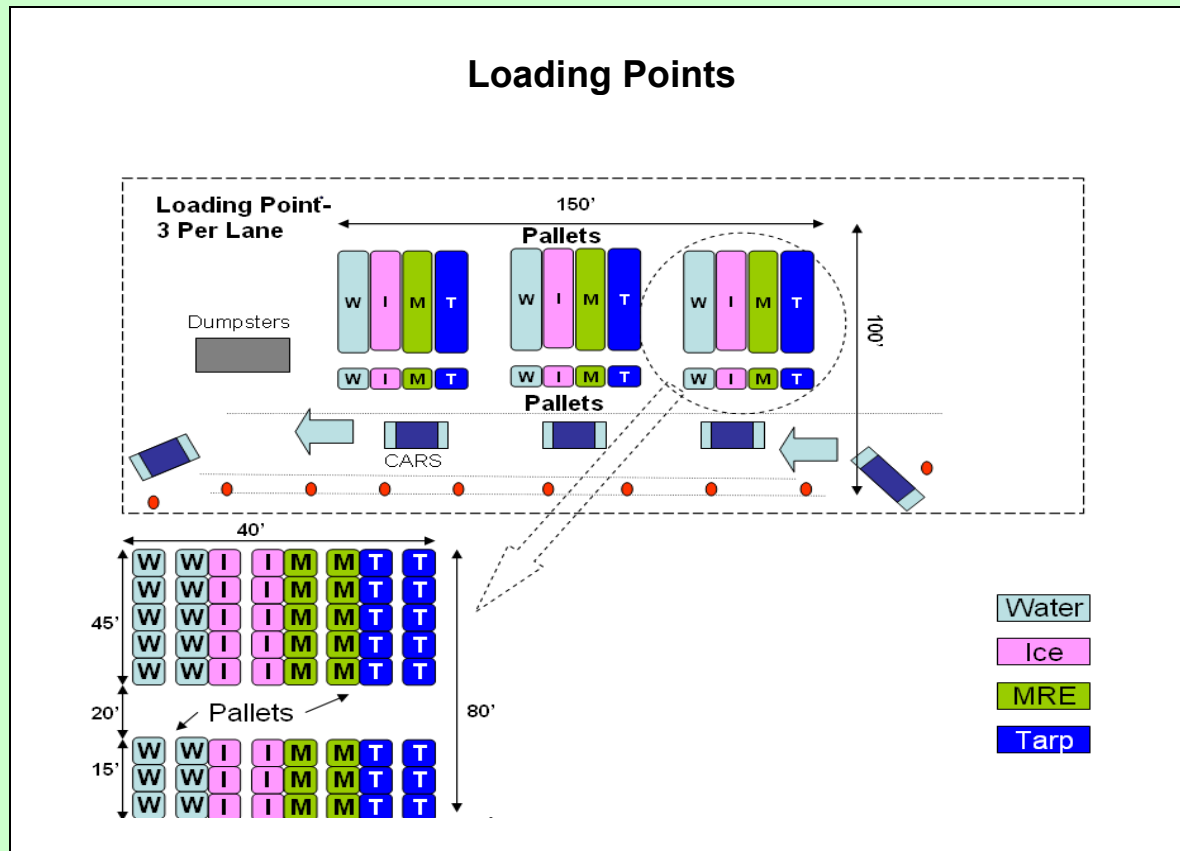 Loading Points
Loading Point-
3 Per Lane
150’
Pallets
W I M T
W I M T
W I M T
100’
Dumpsters
W I M T
W I M T
W I M T
Pallets
CARS
40’
W W I I M M T T
W W I I M M T T
W W I I M M T T
W W I I M M T T
W W I I M M T T
45’
20’
Pallets
80’
15’
W W I I M M T T
W W I I M M T T
W W I I M M T T
Water
Ice
MRE
Tarp